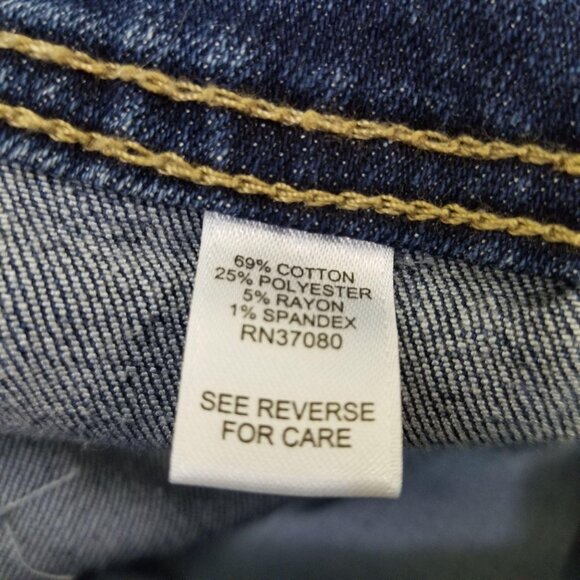 69% COTTON
25% POLYESTER
5% RAYON
1% SPANDEX
RN37080
SEE REVERSE
FOR CARE